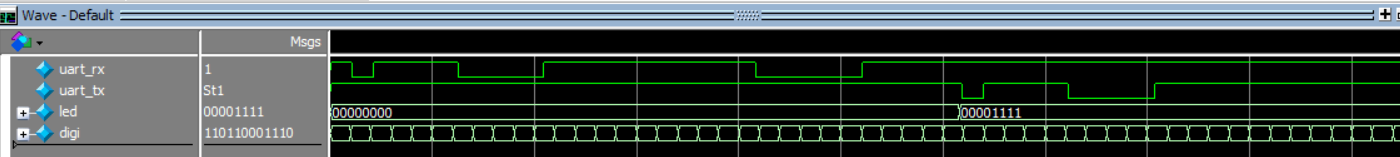 Wave - Default
Msgs
uart_rx 1
uart_tx St1
led 00001111 00000000 00001111
digi 110110001110